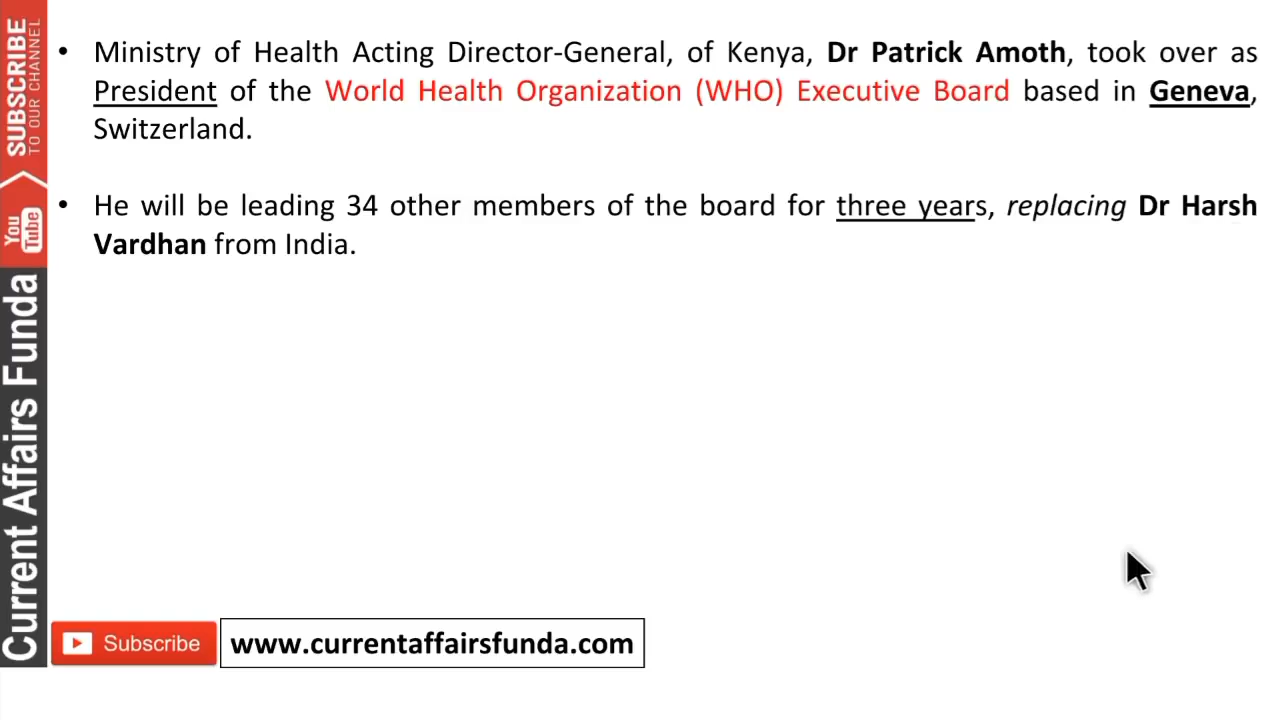 • Ministry of Health Acting Director-General, of Kenya, Dr Patrick Amoth, took over as
President of the World Health Organization (WHO) Executive Board based in Geneva,
Switzerland.
• He will be leading 34 other members of the board for three years, replacing Dr Harsh
Vardhan from India.
SUBSCRIBE
TO OUR CHANNEL
You
Tube
Current Affairs Funda
Subscribe
www.currentaffairsfunda.com